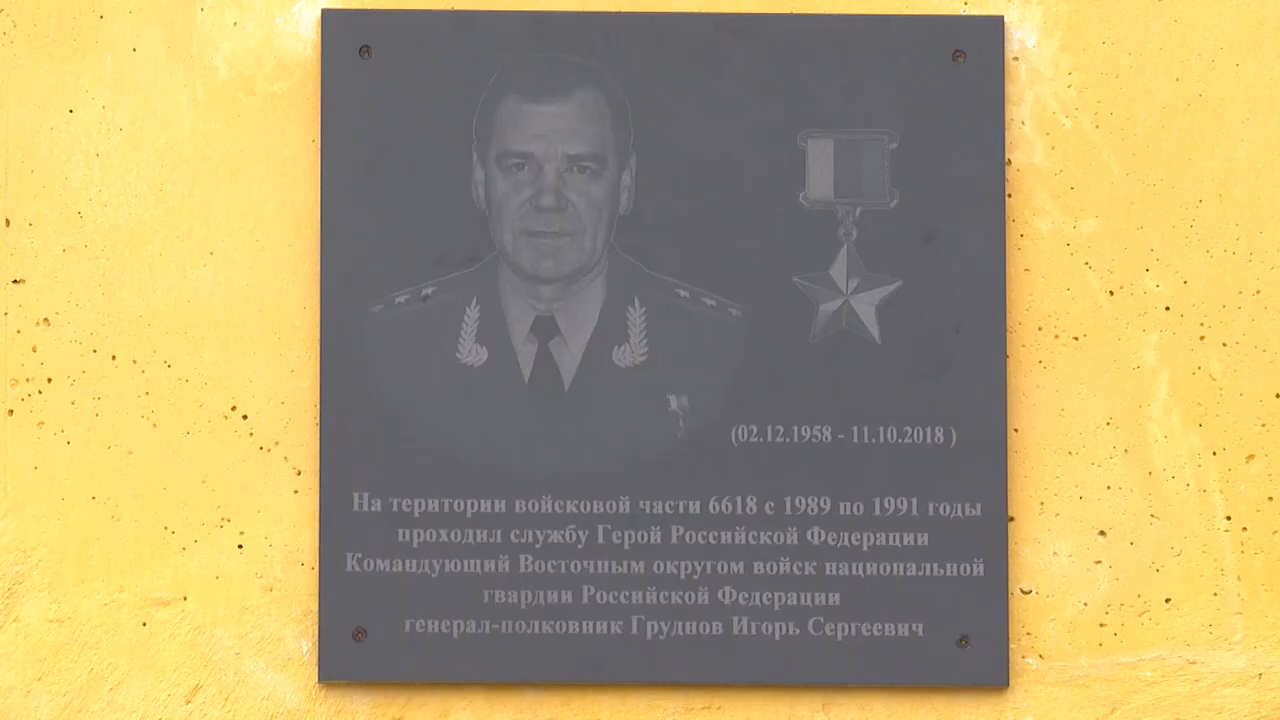 (02.12.1958 - 11.10.2018 )
На територии войсковой части 6618 с 1989 по 1991 годы
проходил службу Герой Российской Федерации
Командующий Восточным округом войск национальной
гвардии Российской Федерации
генерал-полковник Груднов Игорь Сергеевич